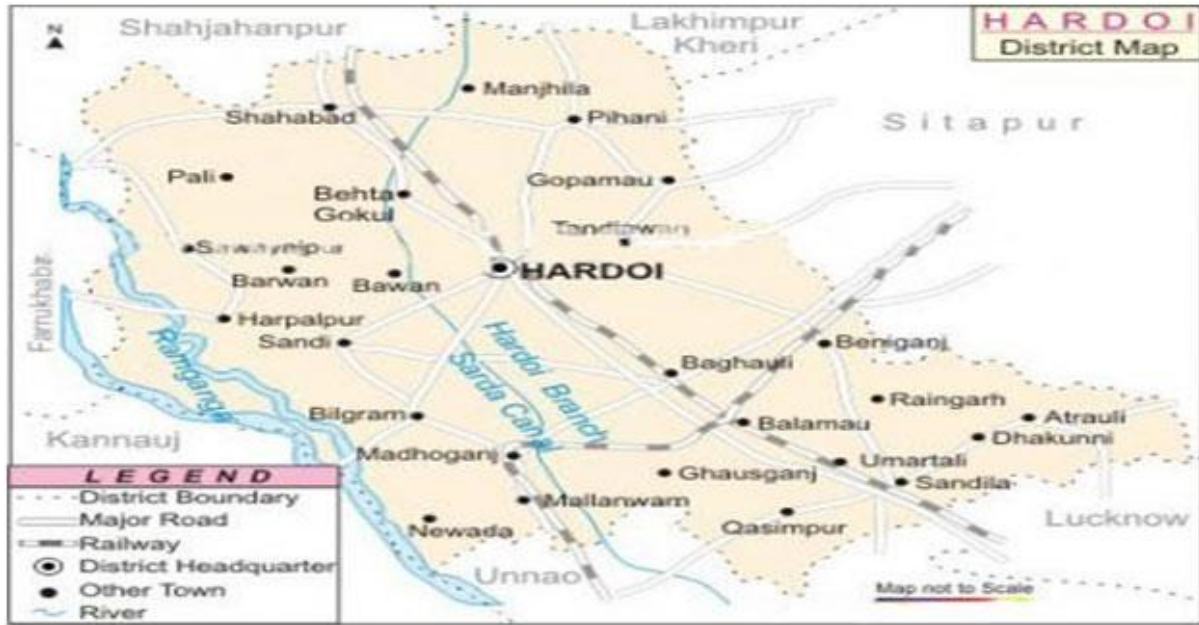 HARDOI
District Map
N
Shahjahanpur
Lakhimpur
Kheri
Sitapur
Manjhila
Shahabad
Pihani
Pali
Behta
Gokul
Gopamau
Tandiawan
Sawayajpur
Barwan
Bawan
HARDOI
Farrukhabad
Harpalpur
Sandi
Ramganga
Hardoi Branch
Sarda Canal
Baghauli
Beniganj
Raingarh
Atrauli
Bilgram
Balamau
Dhakunni
Kannauj
Madhoganj
Ghausganj
Umartali
Sandila
Mallanwam
Newada
Qasimpur
Lucknow
Unnao
LEGEND
District Boundary
Major Road
Railway
District Headquarter
Other Town
River
Map not to Scale